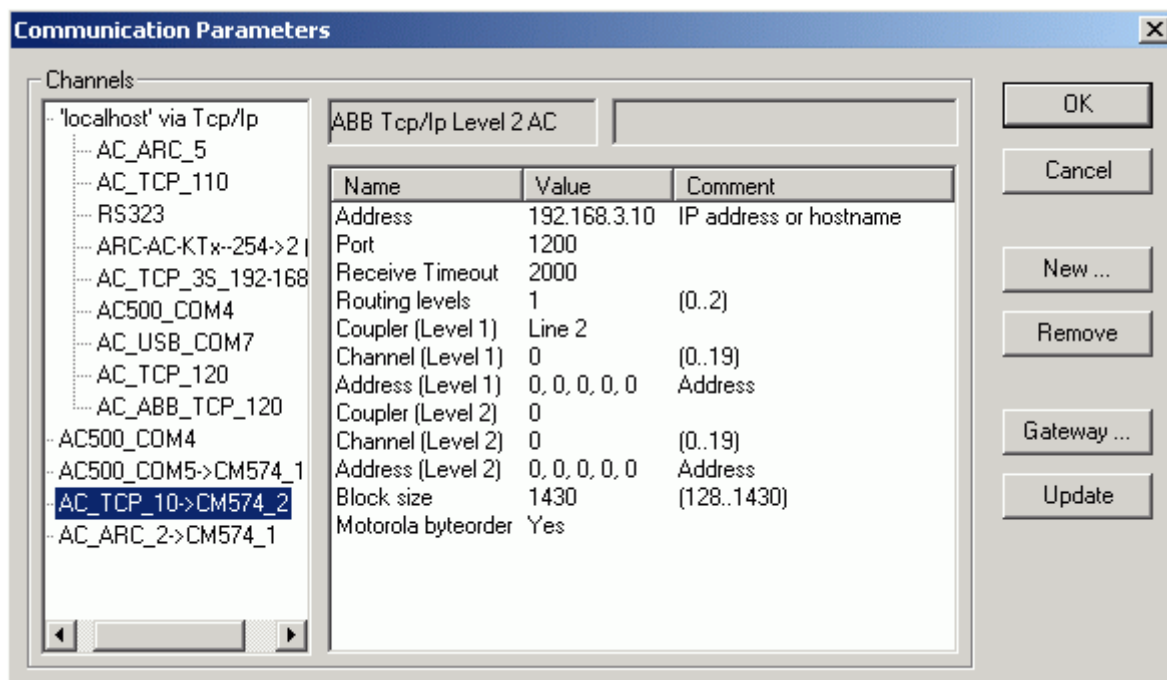 Communication Parameters
Channels
'localhost' via Tcp/Ip
AC_ARC_5
AC_TCP_110
RS323
ARC-AC-KTx--254->2 (
AC_TCP_3S_192-168
AC500_COM4
AC_USB_COM7
AC_TCP_120
AC_ABB_TCP_120
AC500_COM4
AC500_COM5->CM574_1
AC_TCP_10->CM574_2
AC_ARC_2->CM574_1
ABB Tcp/Ip Level 2 AC
Name Value Comment
Address 192.168.3.10 IP address or hostname
Port 1200
Receive Timeout 2000
Routing levels 1 (0..2)
Coupler (Level 1) Line 2
Channel (Level 1) 0 (0..19)
Address (Level 1) 0, 0, 0, 0, 0 Address
Coupler (Level 2) 0
Channel (Level 2) 0 (0..19)
Address (Level 2) 0, 0, 0, 0, 0 Address
Block size 1430 (128..1430)
Motorola byteorder Yes
OK
Cancel
New ...
Remove
Gateway ...
Update